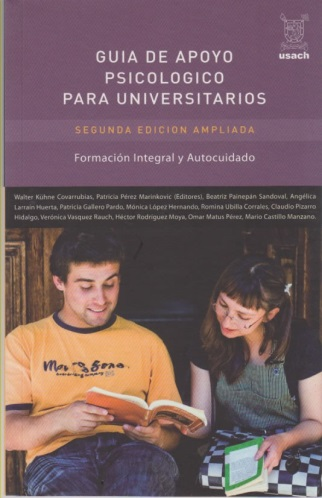 usach
GUIA DE APOYO
PSICOLOGICO
PARA UNIVERSITARIOS
SEGUNDA EDICION AMPLIADA
Formación Integral y Autocuidado
Walter Kühne Covarrubias, Patricia Pérez Marinkovic (Editores), Beatriz Painepán Sandoval, Angélica
Larraín Huerta, Patricia Gallero Pardo, Mónica López Hernando, Romina Ubilla Corrales, Claudio Pizarro
Hidalgo, Verónica Vasquez Rauch, Héctor Rodríguez Moya, Omar Matus Pérez, Mario Castillo Manzano.